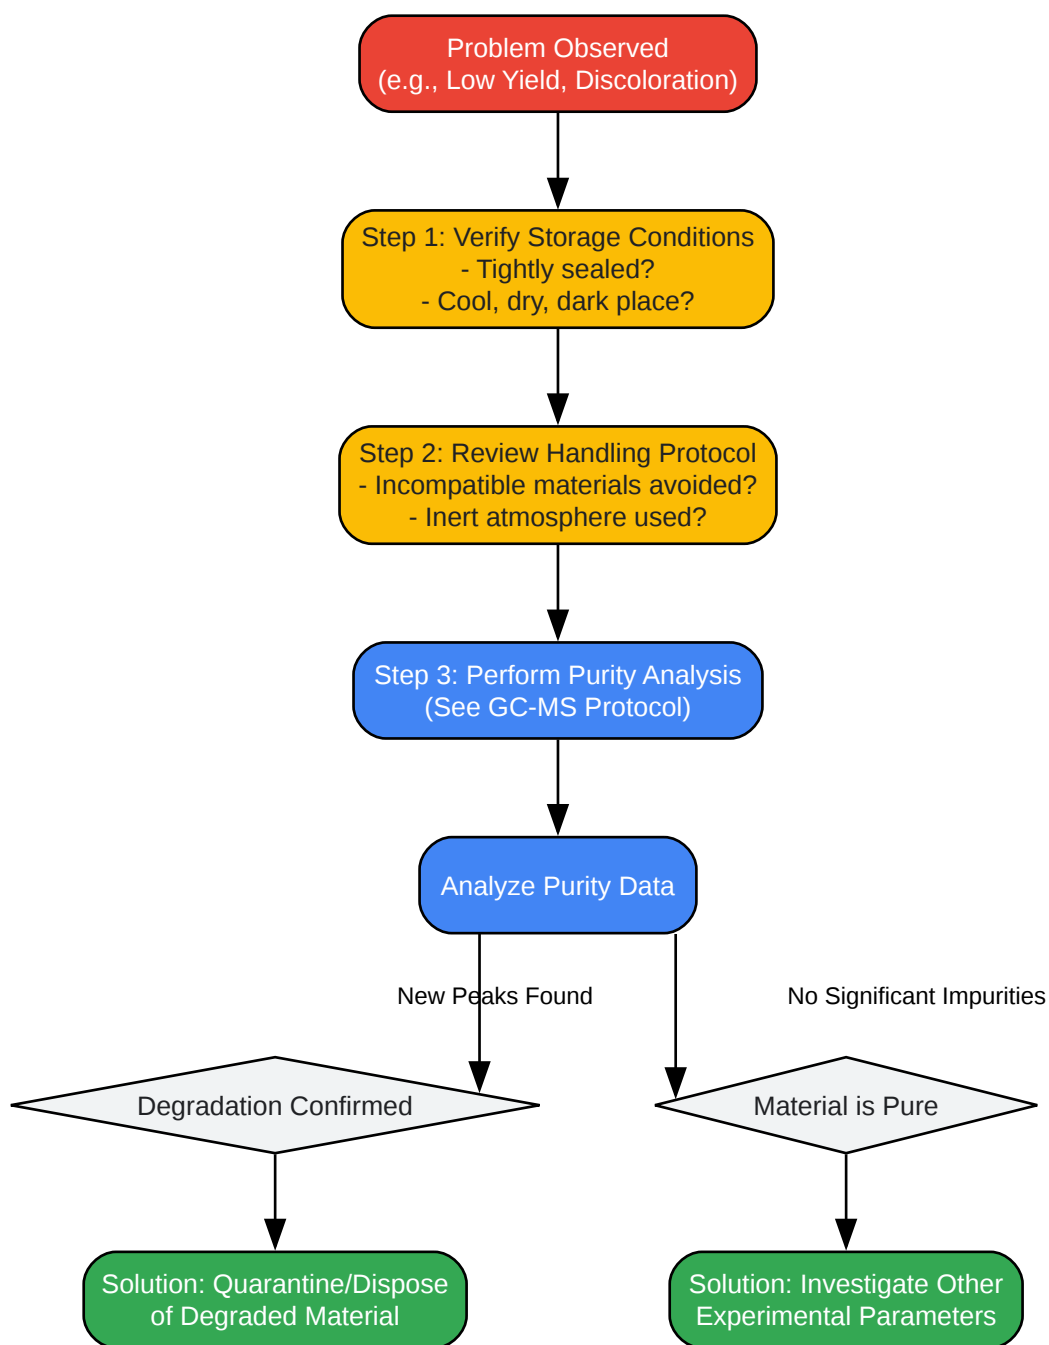 Problem Observed
(e.g., Low Yield, Discoloration)
Step 1: Verify Storage Conditions
- Tightly sealed?
- Cool, dry, dark place?
Step 2: Review Handling Protocol
- Incompatible materials avoided?
- Inert atmosphere used?
Step 3: Perform Purity Analysis
(See GC-MS Protocol)
Analyze Purity Data
New Peaks Found
No Significant Impurities
Degradation Confirmed
Material is Pure
Solution: Quarantine/Dispose
of Degraded Material
Solution: Investigate Other
Experimental Parameters